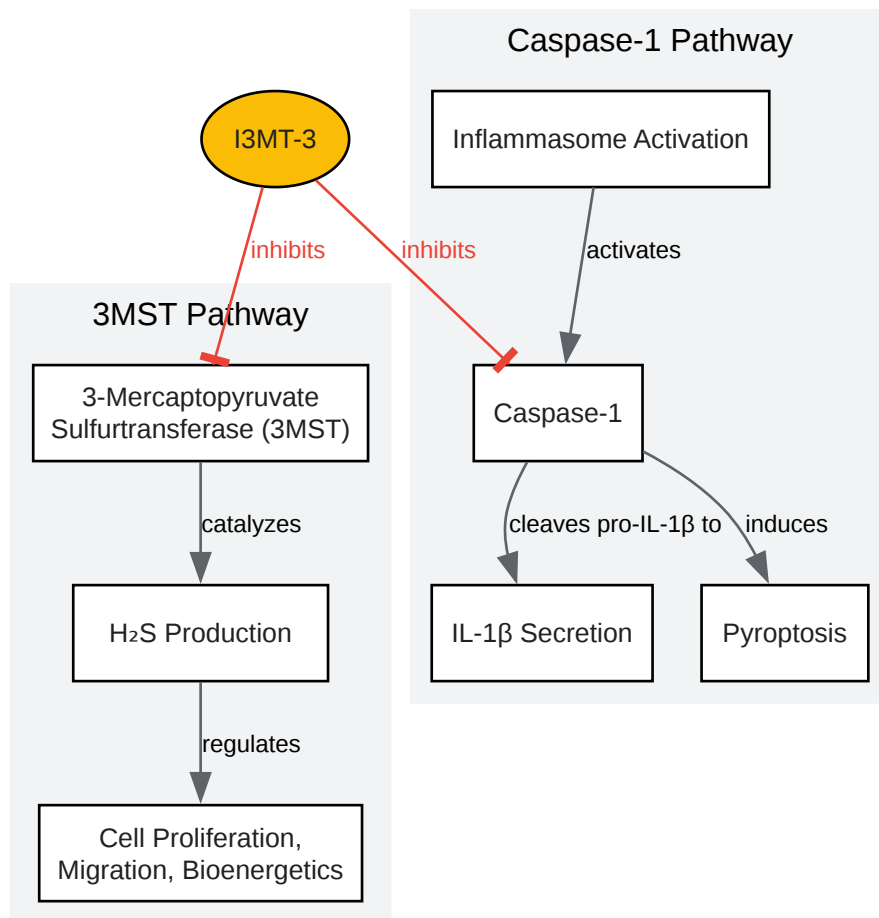 Caspase-1 Pathway
I3MT-3
Inflammasome Activation
inhibits
inhibits
activates
3MST Pathway
3-Mercaptopyruvate
Sulfurtransferase (3MST)
Caspase-1
catalyzes
cleaves pro-IL-1β to
induces
H₂S Production
IL-1β Secretion
Pyroptosis
regulates
Cell Proliferation,
Migration, Bioenergetics